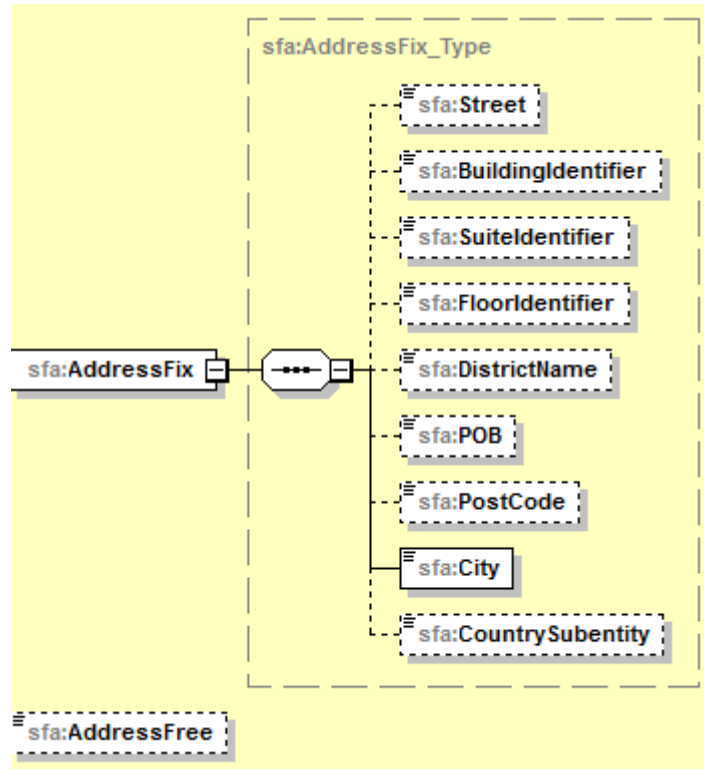 sfa:AddressFix_Type
sfa:Street
sfa:BuildingIdentifier
sfa:SuiteIdentifier
sfa:FloorIdentifier
sfa:AddressFix
sfa:DistrictName
sfa:POB
sfa:PostCode
sfa:City
sfa:CountrySubentity
sfa:AddressFree